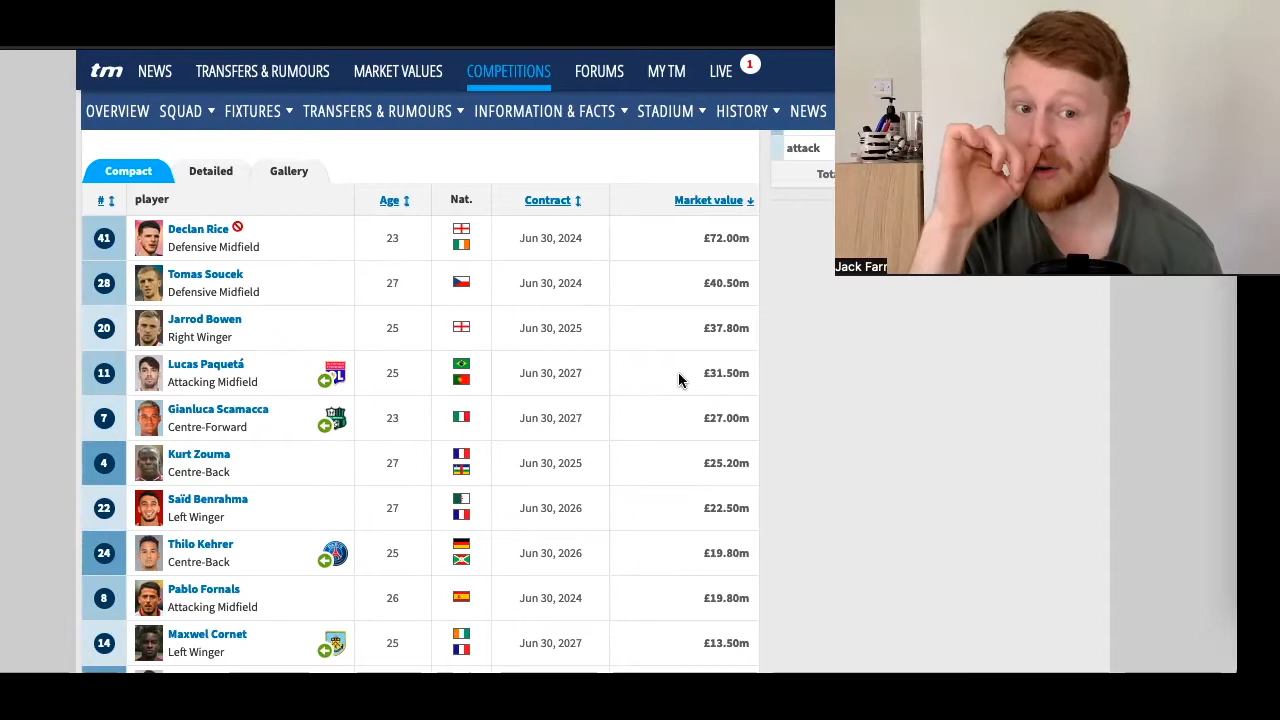 tm NEWS TRANSFERS & RUMOURS MARKET VALUES COMPETITIONS FORUMS MY TM LIVE 1
OVERVIEW SQUAD FIXTURES TRANSFERS & RUMOURS INFORMATION & FACTS STADIUM HISTORY NEWS
attack
Tot
Compact Detailed Gallery
# player Age Nat. Contract Market value
41 Declan Rice 23 Jun 30, 2024 £72.00m
Defensive Midfield
28 Tomas Soucek 27 Jun 30, 2024 £40.50m
Defensive Midfield
20 Jarrod Bowen 25 Jun 30, 2025 £37.80m
Right Winger
11 Lucas Paquetá 25 Jun 30, 2027 £31.50m
Attacking Midfield
7 Gianluca Scamacca 23 Jun 30, 2027 £27.00m
Centre-Forward
4 Kurt Zouma 27 Jun 30, 2025 £25.20m
Centre-Back
22 Saïd Benrahma 27 Jun 30, 2026 £22.50m
Left Winger
24 Thilo Kehrer 25 Jun 30, 2026 £19.80m
Centre-Back
8 Pablo Fornals 26 Jun 30, 2024 £19.80m
Attacking Midfield
14 Maxwel Cornet 25 Jun 30, 2027 £13.50m
Left Winger
Jack Farr